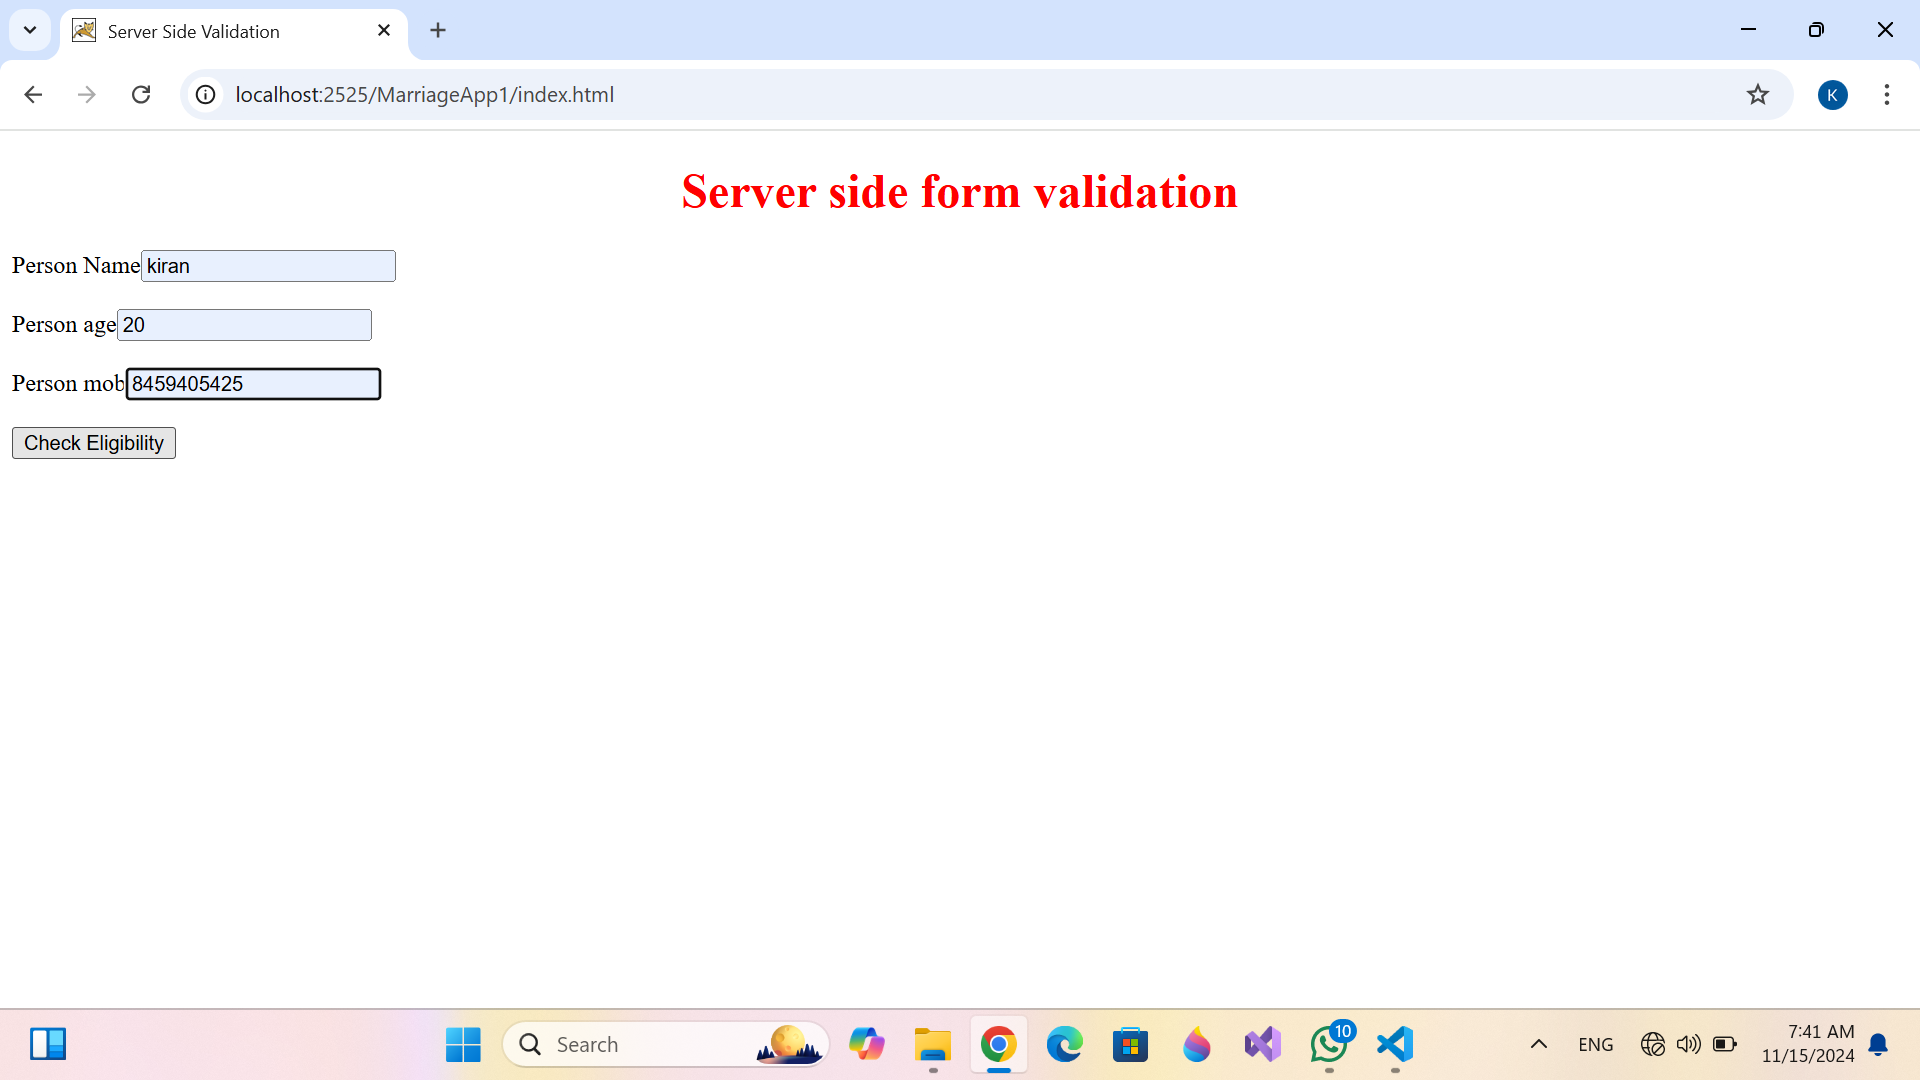 Server Side Validation
localhost:2525/MarriageApp1/index.html
K
Server side form validation
Person Name kiran
Person age 20
Person mob 8459405425
Check Eligibility
Search
10
ENG
7:41 AM
11/15/2024